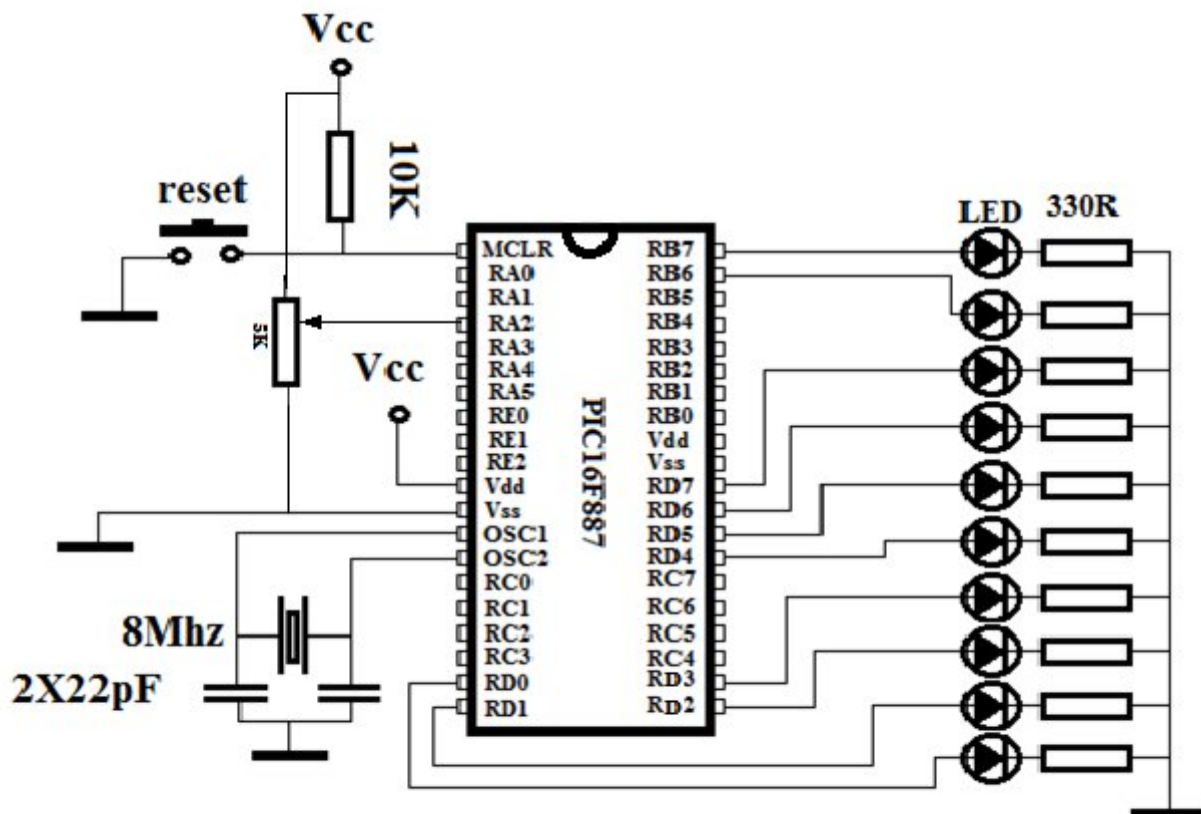 Vcc
10K
reset
5K
Vcc
8Mhz
2X22pF
MCLR
RA0
RA1
RA2
RA3
RA4
RA5
RE0
RE1
RE2
Vdd
Vss
OSC1
OSC2
RC0
RC1
RC2
RC3
RD0
RD1
PIC16F887
RB7
RB6
RB5
RB4
RB3
RB2
RB1
RB0
Vdd
Vss
RD7
RD6
RD5
RD4
RC7
RC6
RC5
RC4
RD3
RD2
LED
330R